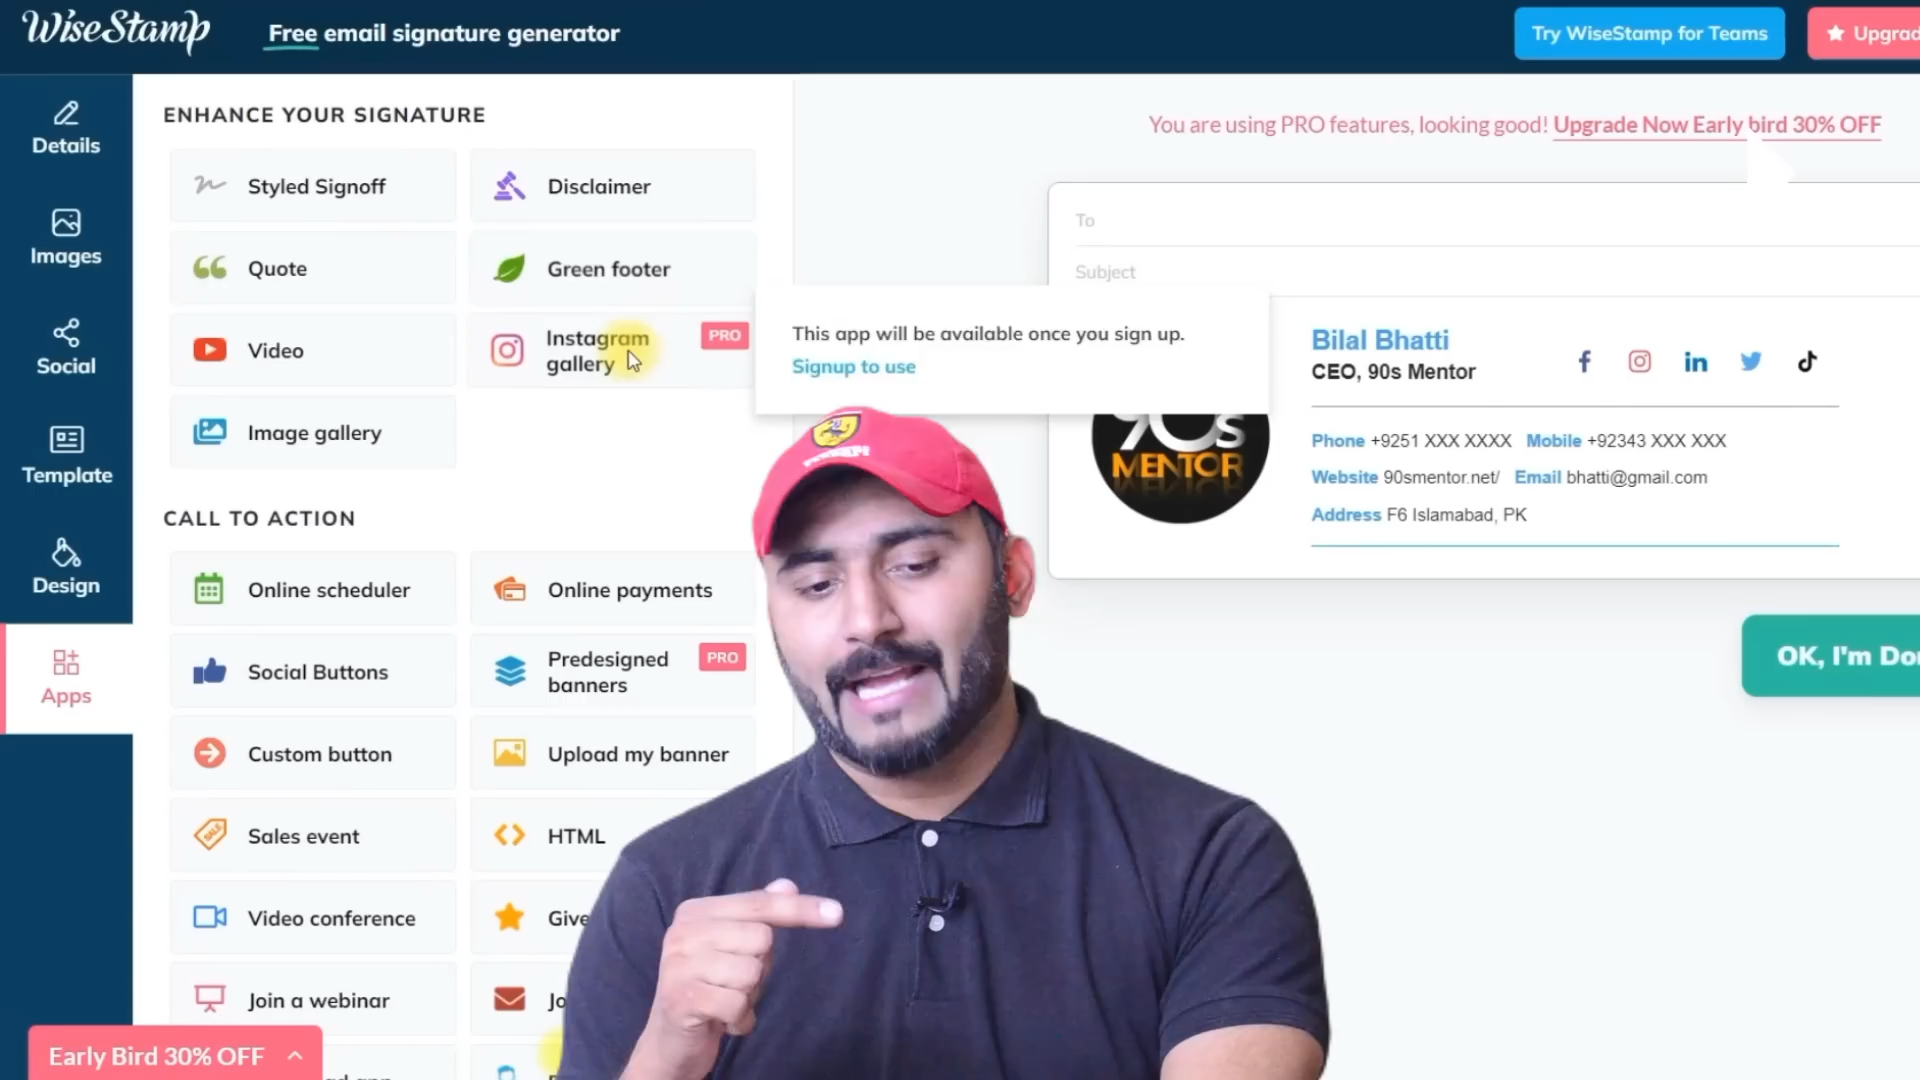 WiseStamp
Free email signature generator
Try WiseStamp for Teams
Details
Images
Social
Template
Design
Apps
ENHANCE YOUR SIGNATURE
Styled Signoff
Disclaimer
Quote
Green footer
Video
Instagram
gallery
PRO
Image gallery
This app will be available once you sign up.
Signup to use
CALL TO ACTION
Online scheduler
Online payments
Social Buttons
Predesigned
banners
PRO
Custom button
Upload my banner
Sales event
HTML
Video conference
Give
Join a webinar
Early Bird 30% OFF
You are using PRO features, looking good! Upgrade Now Early bird 30% OFF
To
Subject
Bilal Bhatti
CEO, 90s Mentor
90s
MENTOR
Phone +9251 XXX XXXX Mobile +92343 XXX XXX
Website 90smentor.net/ Email bhatti@gmail.com
Address F6 Islamabad, PK
OK, I'm